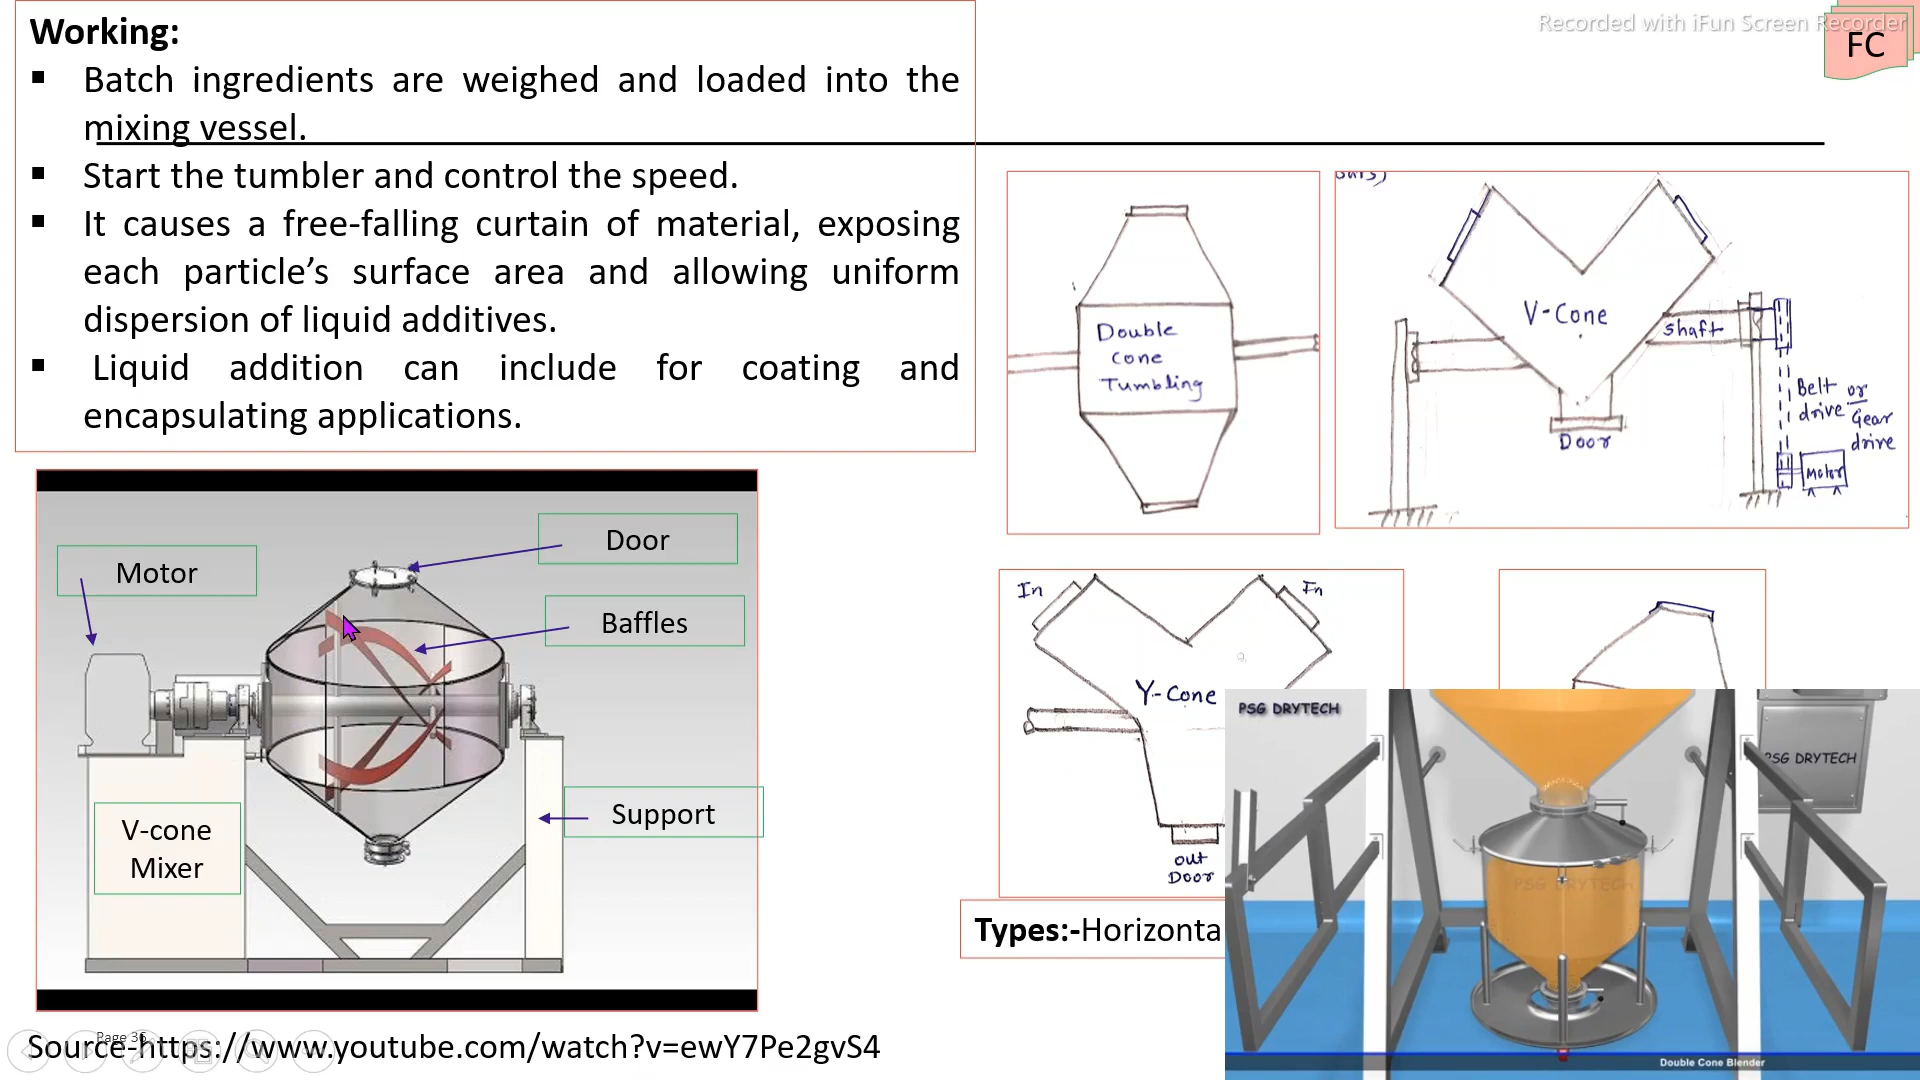 Recorded with iFun Screen Recorder
FC
Working:
▪ Batch ingredients are weighed and loaded into the
mixing vessel.
▪ Start the tumbler and control the speed.
▪ It causes a free-falling curtain of material, exposing
each particle’s surface area and allowing uniform
dispersion of liquid additives.
▪ Liquid addition can include for coating and
encapsulating applications.
Double
Cone
Tumbling
V-Cone
Shaft
Belt or
drive Gear
drive
Motor
Door
Door
Motor
Baffles
Support
V-cone
Mixer
In
In
Y-Cone
out
Door
Types:-Horizonta
PSG DRYTECH
PSG DRYTECH
PSG DRYTECH
Double Cone Blender
Page 36
Source-https://www.youtube.com/watch?v=ewY7Pe2gvS4